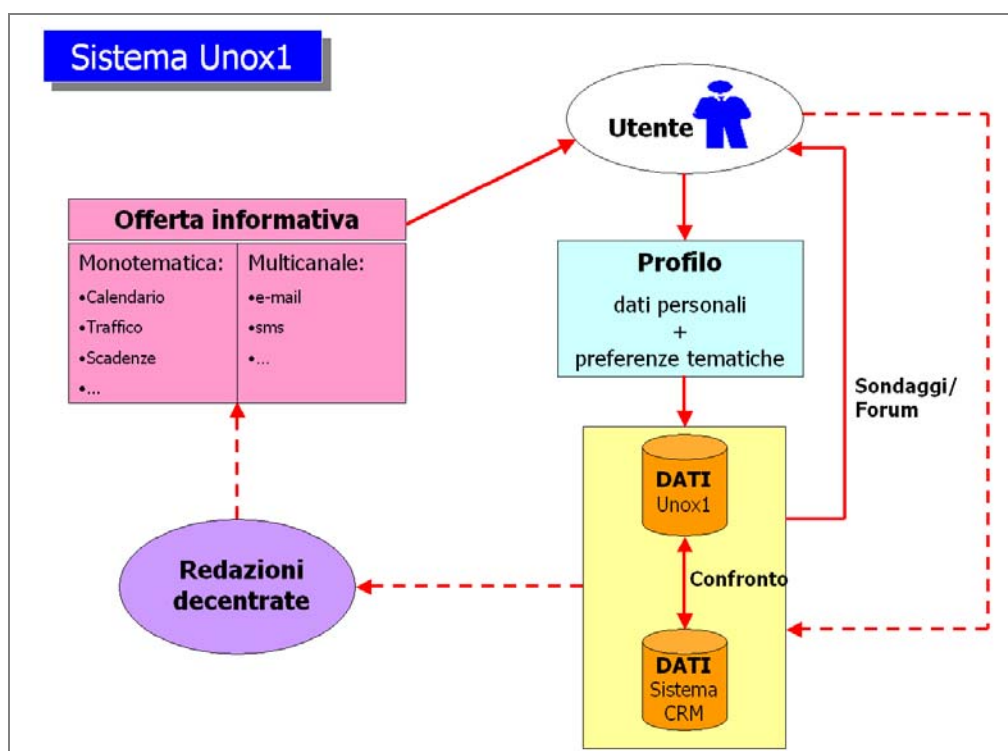 Sistema Unox1
Utente
Offerta informativa
Monotematica:
•Calendario
•Traffico
•Scadenze
•...
Multicanale:
•e-mail
•sms
•...
Profilo
dati personali
+
preferenze tematiche
Sondaggi/
Forum
DATI
Unox1
Confronto
DATI
Sistema
CRM
Redazioni
decentrate